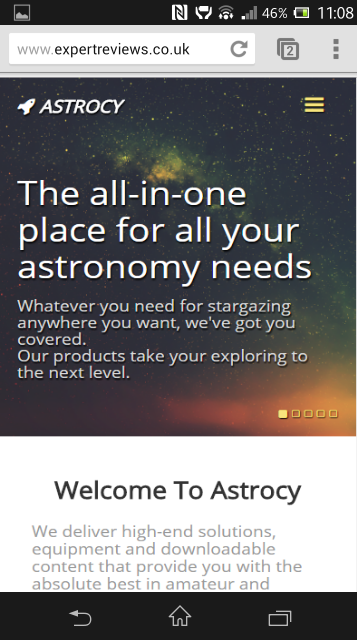 46% 11:08
www.expertreviews.co.uk
2
ASTROCY
The all-in-one
place for all your
astronomy needs
Whatever you need for stargazing
anywhere you want, we've got you
covered.
Our products take your exploring to
the next level.
Welcome To Astrocy
We deliver high-end solutions,
equipment and downloadable
content that provide you with the
absolute best in amateur and